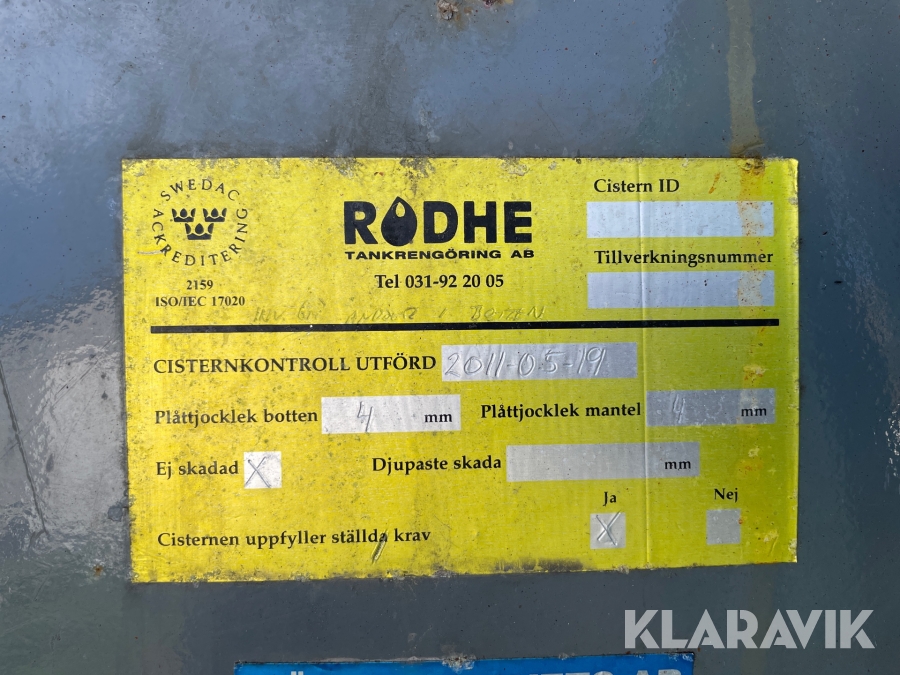 SWEDAC ACKREDITERING
2159
ISO/IEC 17020
RODHE
TANKRENGÖRING AB
Tel 031-92 20 05
Cistern ID
Tillverkningsnummer
CISTERNKONTROLL UTFÖRD 2011-05-19
Plåttjocklek botten 4 mm Plåttjocklek mantel 4 mm
Ej skadad X Djupaste skada mm
Ja Nej
Cisternen uppfyller ställda krav X
KLARAVIK